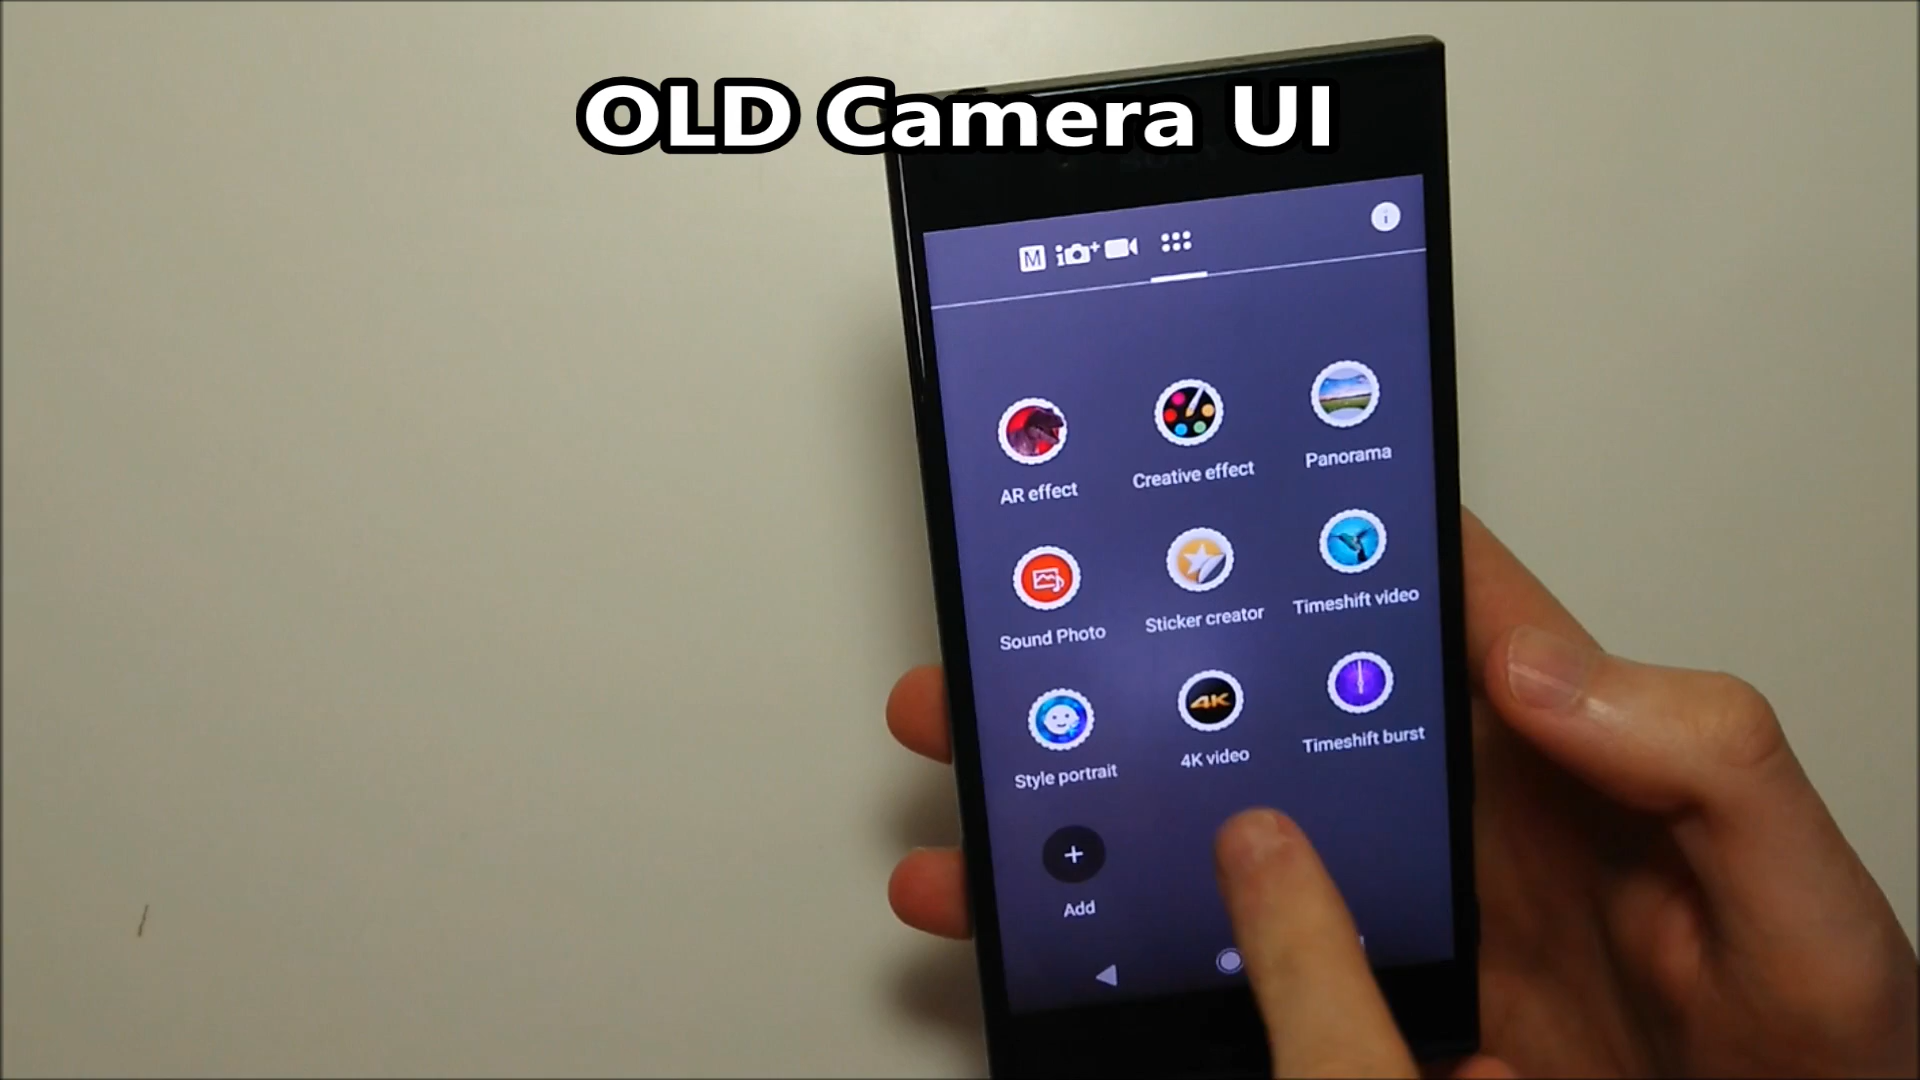 OLD Camera UI
M i +
i
AR effect
Creative effect
Panorama
Sound Photo
Sticker creator
Timeshift video
4K
Style portrait
4K video
Timeshift burst
+
Add